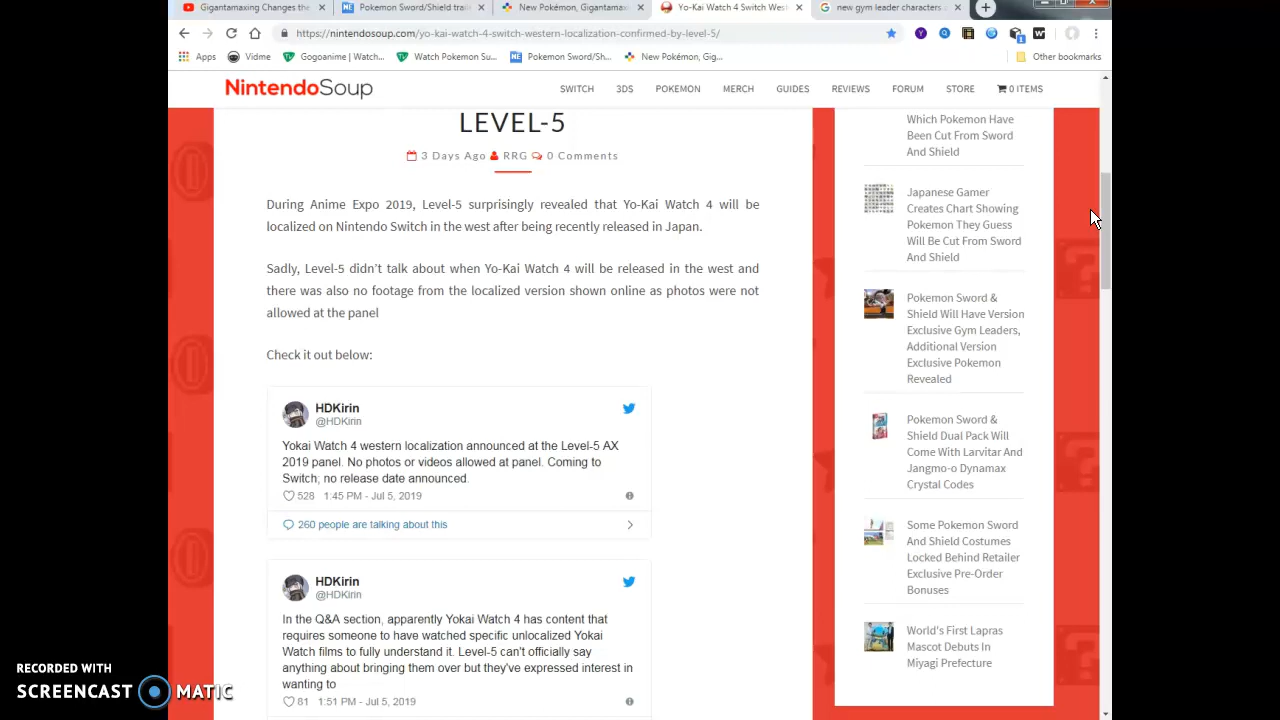 Gigantamaxing Changes the
Pokemon Sword/Shield trail
New Pokémon, Gigantamax
Yo-Kai Watch 4 Switch West
new gym leader characters a
https://nintendosoup.com/yo-kai-watch-4-switch-western-localization-confirmed-by-level-5/
Apps
Vidme
Gogoanime | Watch...
Watch Pokemon Su...
Pokemon Sword/Sh...
New Pokémon, Gig...
Other bookmarks
NintendoSoup
SWITCH
3DS
POKEMON
MERCH
GUIDES
REVIEWS
FORUM
STORE
0 ITEMS
LEVEL-5
3 Days Ago RRG 0 Comments
During Anime Expo 2019, Level-5 surprisingly revealed that Yo-Kai Watch 4 will be
localized on Nintendo Switch in the west after being recently released in Japan.
Sadly, Level-5 didn't talk about when Yo-Kai Watch 4 will be released in the west and
there was also no footage from the localized version shown online as photos were not
allowed at the panel
Check it out below:
HDKirin
@HDKirin
Yokai Watch 4 western localization announced at the Level-5 AX
2019 panel. No photos or videos allowed at panel. Coming to
Switch; no release date announced.
528 1:45 PM - Jul 5, 2019
260 people are talking about this
HDKirin
@HDKirin
In the Q&A section, apparently Yokai Watch 4 has content that
requires someone to have watched specific unlocalized Yokai
Watch films to fully understand it. Level-5 can't officially say
anything about bringing them over but they've expressed interest in
wanting to
81 1:51 PM - Jul 5, 2019
Which Pokemon Have
Been Cut From Sword
And Shield
Japanese Gamer
Creates Chart Showing
Pokemon They Guess
Will Be Cut From Sword
And Shield
Pokemon Sword &
Shield Will Have Version
Exclusive Gym Leaders,
Additional Version
Exclusive Pokemon
Revealed
Pokemon Sword &
Shield Dual Pack Will
Come With Larvitar And
Jangmo-o Dynamax
Crystal Codes
Some Pokemon Sword
And Shield Costumes
Locked Behind Retailer
Exclusive Pre-Order
Bonuses
World's First Lapras
Mascot Debuts In
Miyagi Prefecture
RECORDED WITH
SCREENCAST MATIC